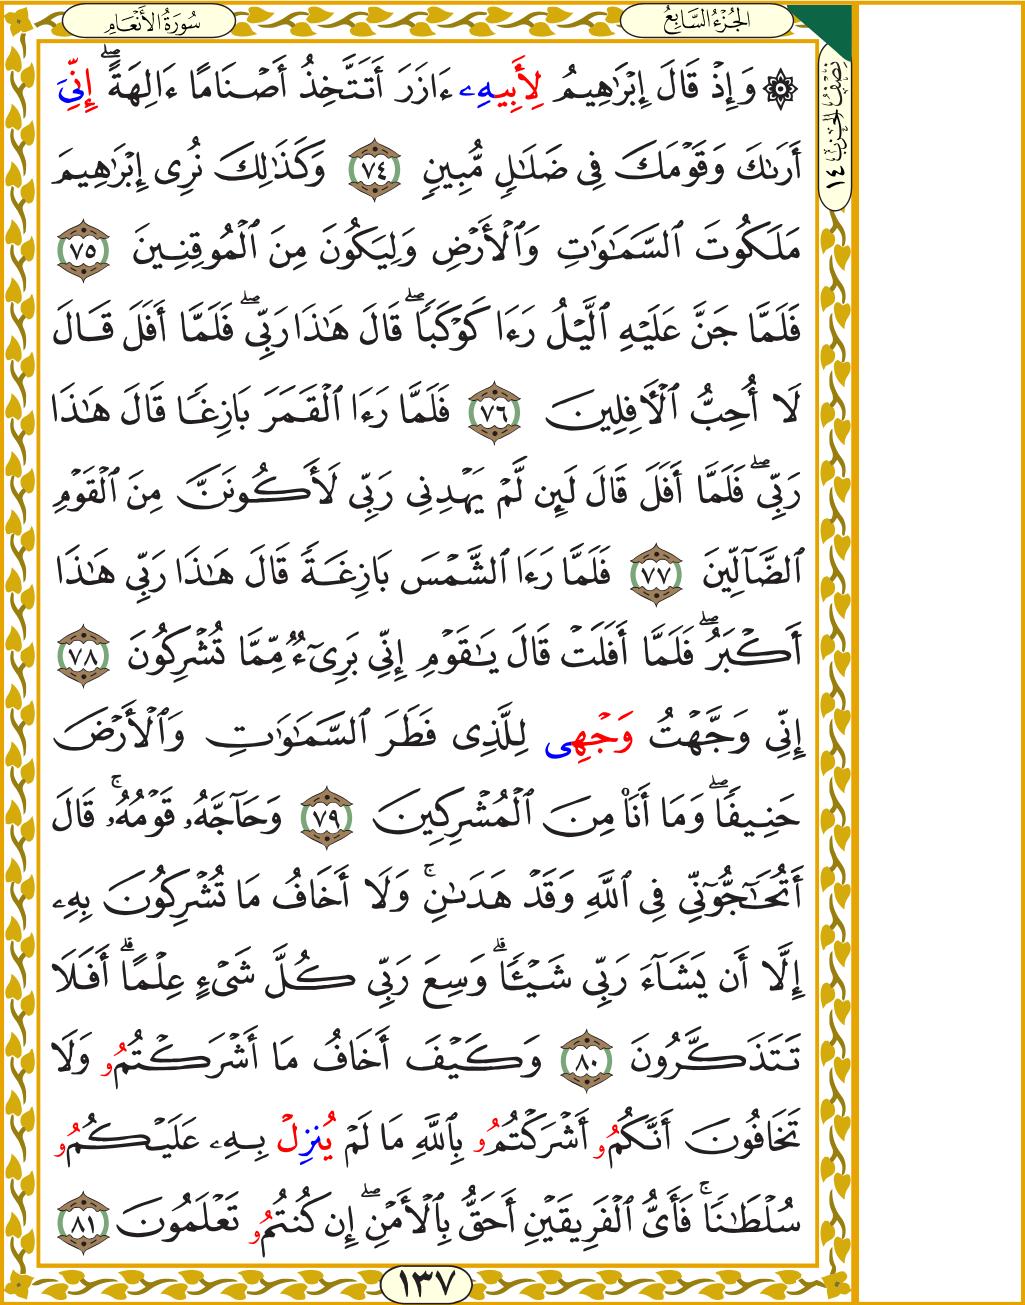 سُورَةُ الأَنْعَامِ
الجُزْءُ السَّابِعُ
نِصْفُ الحِزْبِ ١٤
۞ وَإِذْ قَالَ إِبْرَٰهِيمُ لِأَبِيهِۦ ءَازَرَ أَتَتَّخِذُ أَصْنَامًا ءَالِهَةًۖ إِنِّيَ
أَرَىٰكَ وَقَوْمَكَ فِى ضَلَٰلٍ مُّبِينٍ ٧٤ وَكَذَٰلِكَ نُرِى إِبْرَٰهِيمَ
مَلَكُوتَ ٱلسَّمَٰوَٰتِ وَٱلْأَرْضِ وَلِيَكُونَ مِنَ ٱلْمُوقِنِينَ ٧٥
فَلَمَّا جَنَّ عَلَيْهِ ٱلَّيْلُ رَءَا كَوْكَبًاۖ قَالَ هَٰذَا رَبِّىۖ فَلَمَّا أَفَلَ قَالَ
لَا أُحِبُّ ٱلْأَفِلِينَ ٧٦ فَلَمَّا رَءَا ٱلْقَمَرَ بَازِغًا قَالَ هَٰذَا
رَبِّىۖ فَلَمَّا أَفَلَ قَالَ لَئِن لَّمْ يَهْدِنِى رَبِّى لَأَكُونَنَّ مِنَ ٱلْقَوْمِ
ٱلضَّآلِّينَ ٧٧ فَلَمَّا رَءَا ٱلشَّمْسَ بَازِغَةً قَالَ هَٰذَا رَبِّى هَٰذَا
أَكْبَرُۖ فَلَمَّا أَفَلَتْ قَالَ يَٰقَوْمِ إِنِّى بَرِىٓءٌ مِّمَّا تُشْرِكُونَ ٧٨
إِنِّى وَجَّهْتُ وَجْهِى لِلَّذِى فَطَرَ ٱلسَّمَٰوَٰتِ وَٱلْأَرْضَ
حَنِيفًاۖ وَمَا أَنَا۠ مِنَ ٱلْمُشْرِكِينَ ٧٩ وَحَآجَّهُۥ قَوْمُهُۥۚ قَالَ
أَتُحَٰٓجُّوٓنِّى فِى ٱللَّهِ وَقَدْ هَدَىٰنِۚ وَلَا أَخَافُ مَا تُشْرِكُونَ بِهِۦ
إِلَّا أَن يَشَآءَ رَبِّى شَيْـًٔاۗ وَسِعَ رَبِّى كُلَّ شَىْءٍ عِلْمًاۗ أَفَلَا
تَتَذَكَّرُونَ ٨٠ وَكَيْفَ أَخَافُ مَا أَشْرَكْتُمُۥ وَلَا
تَخَافُونَ أَنَّكُمُۥ أَشْرَكْتُمُۥ بِٱللَّهِ مَا لَمْ يُنزِلْ بِهِۦ عَلَيْكُمُۥ
سُلْطَٰنًاۚ فَأَىُّ ٱلْفَرِيقَيْنِ أَحَقُّ بِٱلْأَمْنِۖ إِن كُنتُمُۥ تَعْلَمُونَ ٨١
١٣٧